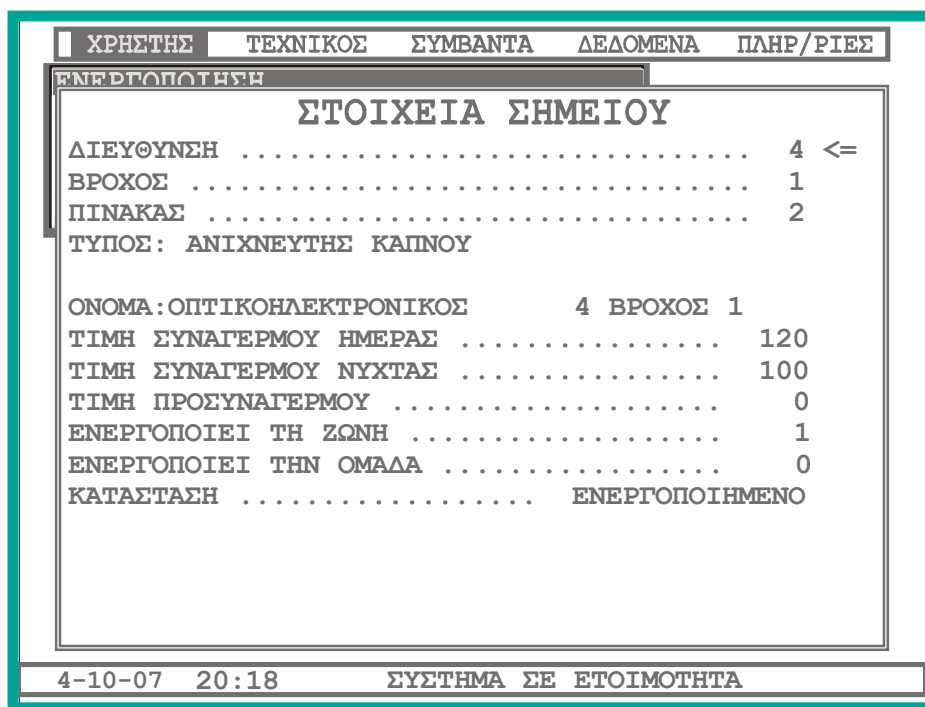 ΧΡΗΣΤΗΣ ΤΕΧΝΙΚΟΣ ΣΥΜΒΑΝΤΑ ΔΕΔΟΜΕΝΑ ΠΛΗΡ/ΡΙΕΣ
ΕΝΕΡΓΟΠΟΙΗΣΗ
ΣΤΟΙΧΕΙΑ ΣΗΜΕΙΟΥ
ΔΙΕΥΘΥΝΣΗ ............................... 4 <=
ΒΡΟΧΟΣ .................................. 1
ΠΙΝΑΚΑΣ ................................. 2
ΤΥΠΟΣ: ΑΝΙΧΝΕΥΤΗΣ ΚΑΠΝΟΥ
ΟΝΟΜΑ:ΟΠΤΙΚΟΗΛΕΚΤΡΟΝΙΚΟΣ 4 ΒΡΟΧΟΣ 1
ΤΙΜΗ ΣΥΝΑΓΕΡΜΟΥ ΗΜΕΡΑΣ ................ 120
ΤΙΜΗ ΣΥΝΑΓΕΡΜΟΥ ΝΥΧΤΑΣ ................ 100
ΤΙΜΗ ΠΡΟΣΥΝΑΓΕΡΜΟΥ .................... 0
ΕΝΕΡΓΟΠΟΙΕΙ ΤΗ ΖΩΝΗ ................... 1
ΕΝΕΡΓΟΠΟΙΕΙ ΤΗΝ ΟΜΑΔΑ ................. 0
ΚΑΤΑΣΤΑΣΗ .................. ΕΝΕΡΓΟΠΟΙΗΜΕΝΟ
4-10-07 20:18 ΣΥΣΤΗΜΑ ΣΕ ΕΤΟΙΜΟΤΗΤΑ